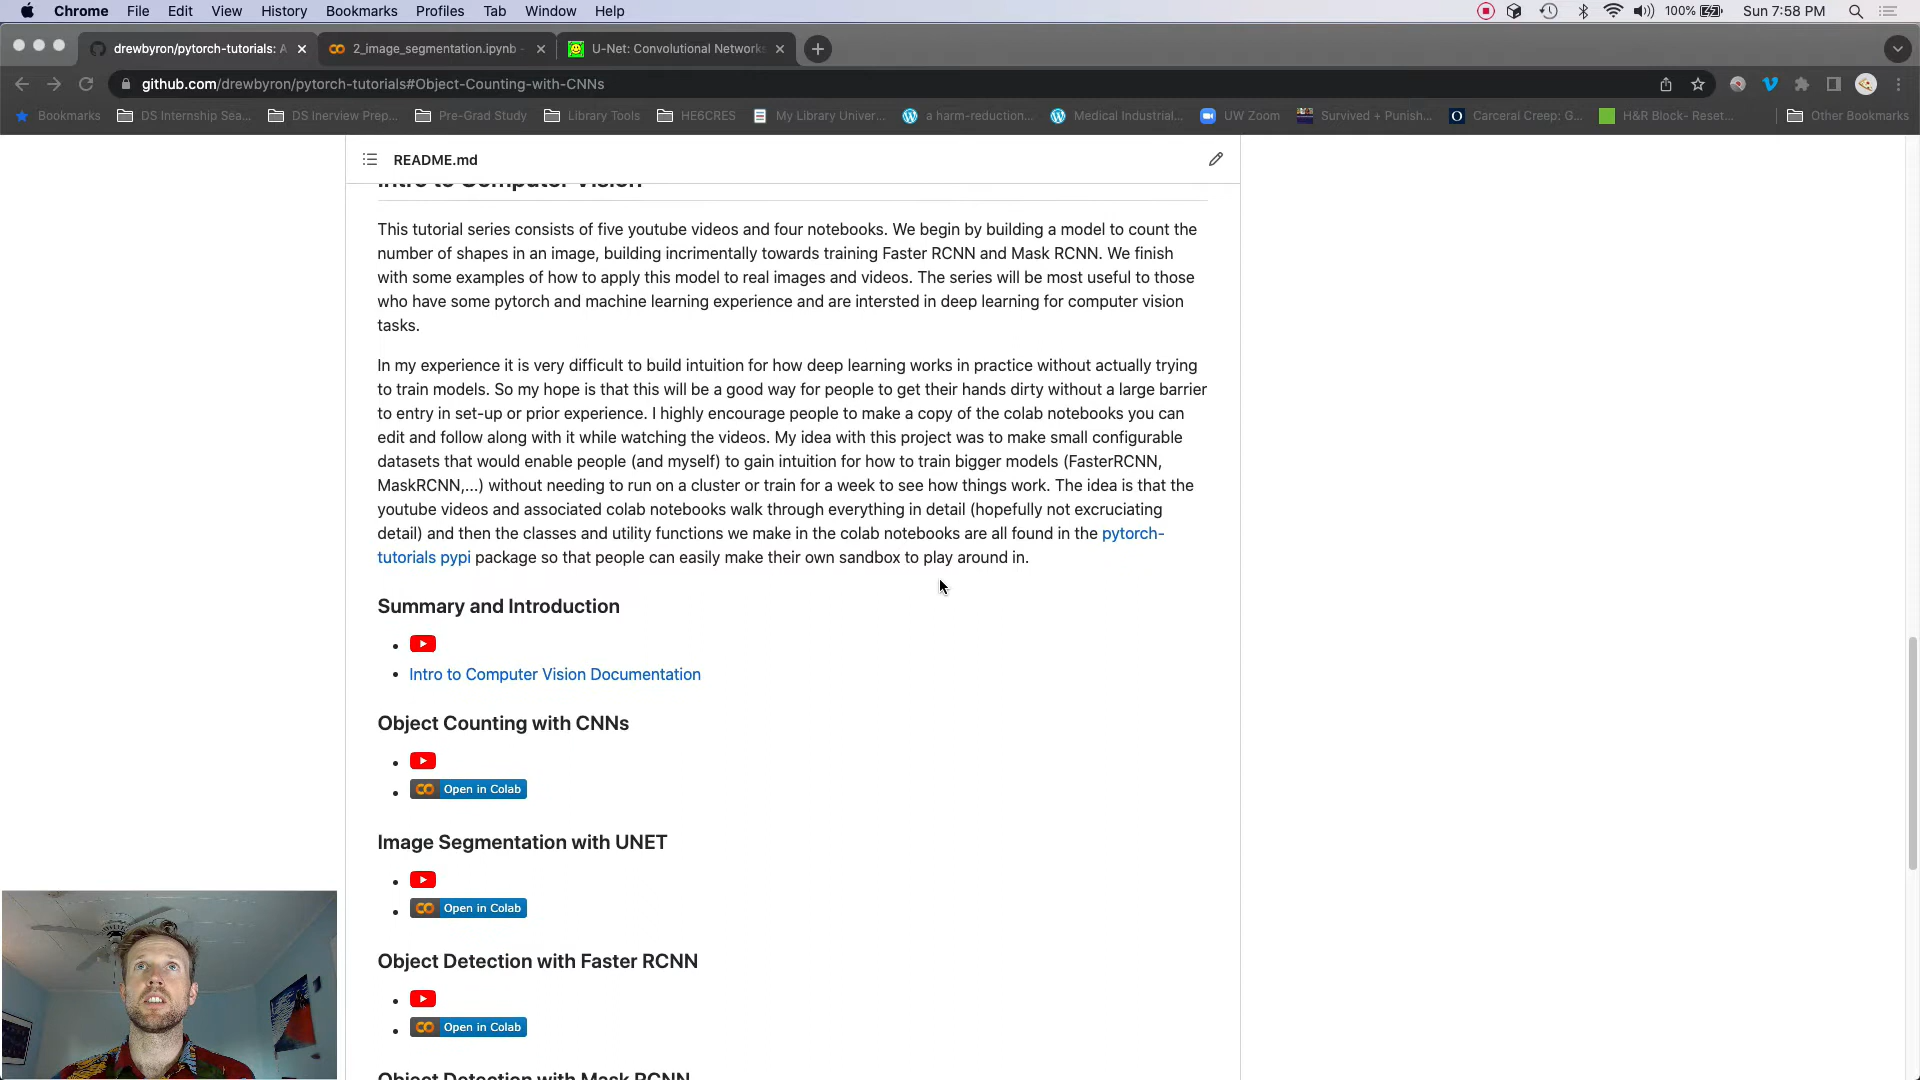 Chrome File Edit View History Bookmarks Profiles Tab Window Help 100% Sun 7:58 PM
drewbyron/pytorch-tutorials: A 2_image_segmentation.ipynb - U-Net: Convolutional Networks
github.com/drewbyron/pytorch-tutorials#Object-Counting-with-CNNs
Bookmarks DS Internship Sea... DS Inerview Prep... Pre-Grad Study Library Tools HE6CRES My Library Univer... a harm-reduction... Medical Industrial... UW Zoom Survived + Punish... Carceral Creep: G... H&R Block- Reset... Other Bookmarks
README.md
Intro to Computer Vision
This tutorial series consists of five youtube videos and four notebooks. We begin by building a model to count the
number of shapes in an image, building incrimentally towards training Faster RCNN and Mask RCNN. We finish
with some examples of how to apply this model to real images and videos. The series will be most useful to those
who have some pytorch and machine learning experience and are intersted in deep learning for computer vision
tasks.
In my experience it is very difficult to build intuition for how deep learning works in practice without actually trying
to train models. So my hope is that this will be a good way for people to get their hands dirty without a large barrier
to entry in set-up or prior experience. I highly encourage people to make a copy of the colab notebooks you can
edit and follow along with it while watching the videos. My idea with this project was to make small configurable
datasets that would enable people (and myself) to gain intuition for how to train bigger models (FasterRCNN,
MaskRCNN,...) without needing to run on a cluster or train for a week to see how things work. The idea is that the
youtube videos and associated colab notebooks walk through everything in detail (hopefully not excruciating
detail) and then the classes and utility functions we make in the colab notebooks are all found in the pytorch-
tutorials pypi package so that people can easily make their own sandbox to play around in.
Summary and Introduction
Intro to Computer Vision Documentation
Object Counting with CNNs
Open in Colab
Image Segmentation with UNET
Open in Colab
Object Detection with Faster RCNN
Open in Colab
Object Detection with Mask RCNN